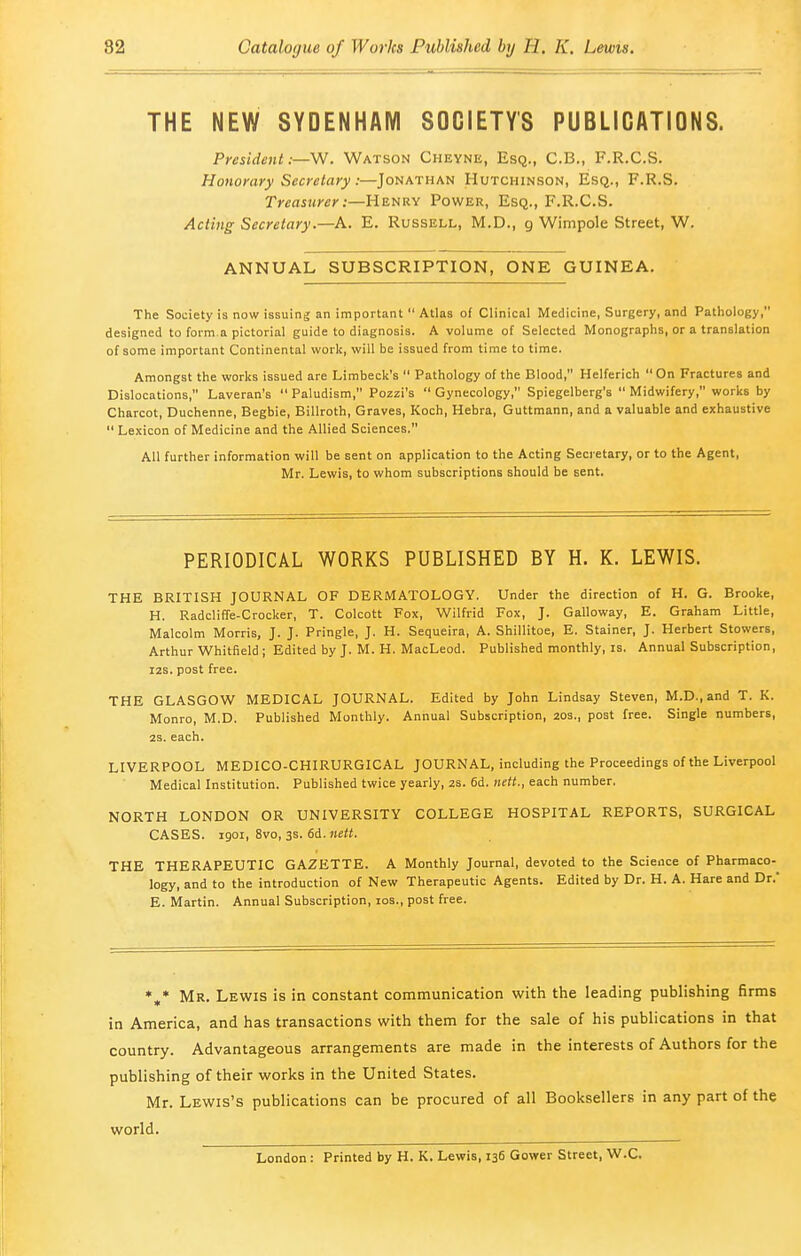 32 Catalogue of Works Published by H. K. Lewis.
THE NEW SYDENHAM SOCIETYS PUBLICATIONS.
President:—W. Watson Cheyne, Esq., C.B., F.R.C.S.
Honorary Secretary:—Jonathan Hutchinson, Esq., F.R.S.
Treasurer:—Henry Power, Esq., F.R.C.S.
Acting Secretary.—A. E. Russell, M.D., 9 Wimpole Street, W.
ANNUAL SUBSCRIPTION, ONE GUINEA.
The Society is now issuing an important “ Atlas of Clinical Medicine, Surgery, and Pathology,”
designed to form a pictorial guide to diagnosis. A volume of Selected Monographs, or a translation
of some important Continental work, will be issued from time to time.
Amongst the works issued are Limbeck's “ Pathology of the Blood,” Helferich “ On Fractures and
Dislocations,” Laveran's “ Paludism,” Pozzi's “ Gynecology,” Spiegelberg's “ Midwifery,” works by
Charcot, Duchenne, Begbie, Billroth, Graves, Koch, Hebra, Guttmann, and a valuable and exhaustive
“ Lexicon of Medicine and the Allied Sciences.”
All further information will be sent on application to the Acting Secretary, or to the Agent,
Mr. Lewis, to whom subscriptions should be sent.
PERIODICAL WORKS PUBLISHED BY H. K. LEWIS.
THE BRITISH JOURNAL OF DERMATOLOGY. Under the direction of H. G. Brooke,
H. Radcliffe-Crocker, T. Colcott Fox, Wilfrid Fox, J. Galloway, E. Graham Little,
Malcolm Morris, J. J. Pringle, J. H. Sequeira, A. Shillitoe, E. Stainer, J. Herbert Stowers,
Arthur Whitfield; Edited by J. M. H. MacLeod. Published monthly, 1s. Annual Subscription,
12s. post free.
THE GLASGOW MEDICAL JOURNAL. Edited by John Lindsay Steven, M.D., and T. K.
Monro, M.D. Published Monthly. Annual Subscription, 20s., post free. Single numbers,
2s. each.
LIVERPOOL MEDICO-CHIRURGICAL JOURNAL, including the Proceedings of the Liverpool
Medical Institution. Published twice yearly, 2s. 6d. nett., each number.
NORTH LONDON OR UNIVERSITY COLLEGE HOSPITAL REPORTS, SURGICAL
CASES. 1901, 8vo, 3s. 6d. nett.
THE THERAPEUTIC GAZETTE. A Monthly Journal, devoted to the Science of Pharmaco-
logy, and to the introduction of New Therapeutic Agents. Edited by Dr. H. A. Hare and Dr.
E. Martin. Annual Subscription, 10s., post free.
*** Mr. Lewis is in constant communication with the leading publishing firms
in America, and has transactions with them for the sale of his publications in that
country. Advantageous arrangements are made in the interests of Authors for the
publishing of their works in the United States.
Mr. Lewis's publications can be procured of all Booksellers in any part of the
world.
London : Printed by H. K. Lewis, 136 Gower Street, W.C.